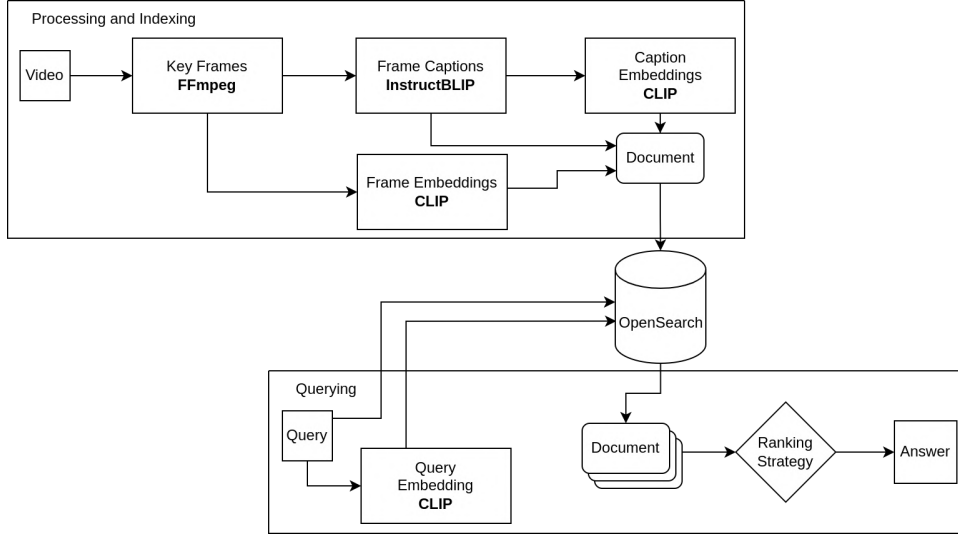 Processing and Indexing
Video
Key Frames
FFmpeg
Frame Captions
InstructBLIP
Caption
Embeddings
CLIP
Document
Frame Embeddings
CLIP
OpenSearch
Querying
Query
Query
Embedding
CLIP
Document
Ranking
Strategy
Answer